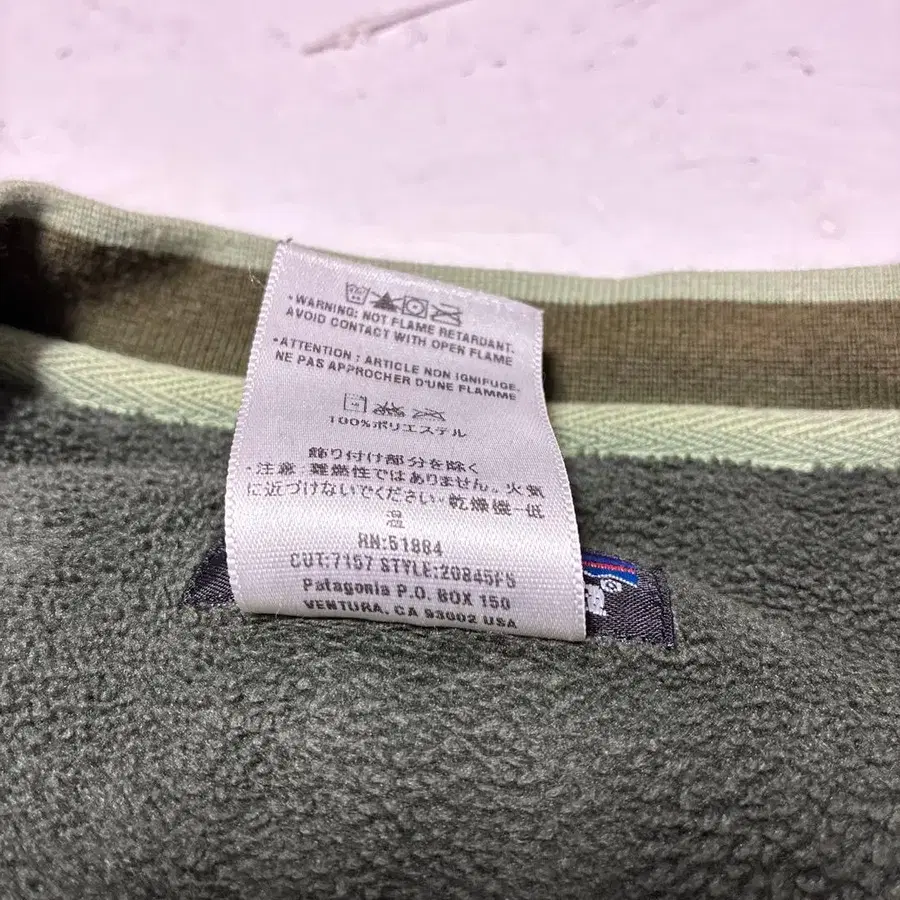 •WARNING: NOT FLAME RETARDANT.
AVOID CONTACT WITH OPEN FLAME
•ATTENTION : ARTICLE NON IGNIFUGE.
NE PAS APPROCHER D'UNE FLAMME
100%ポリエステル
飾り付け部分を除く
・注意：難燃性ではありません。火気
に近づけないでください・乾燥機−低
温
RN:51884
CUT:7157 STYLE:20845FS
Patagonia P.O. BOX 150
VENTURA, CA 93002 USA